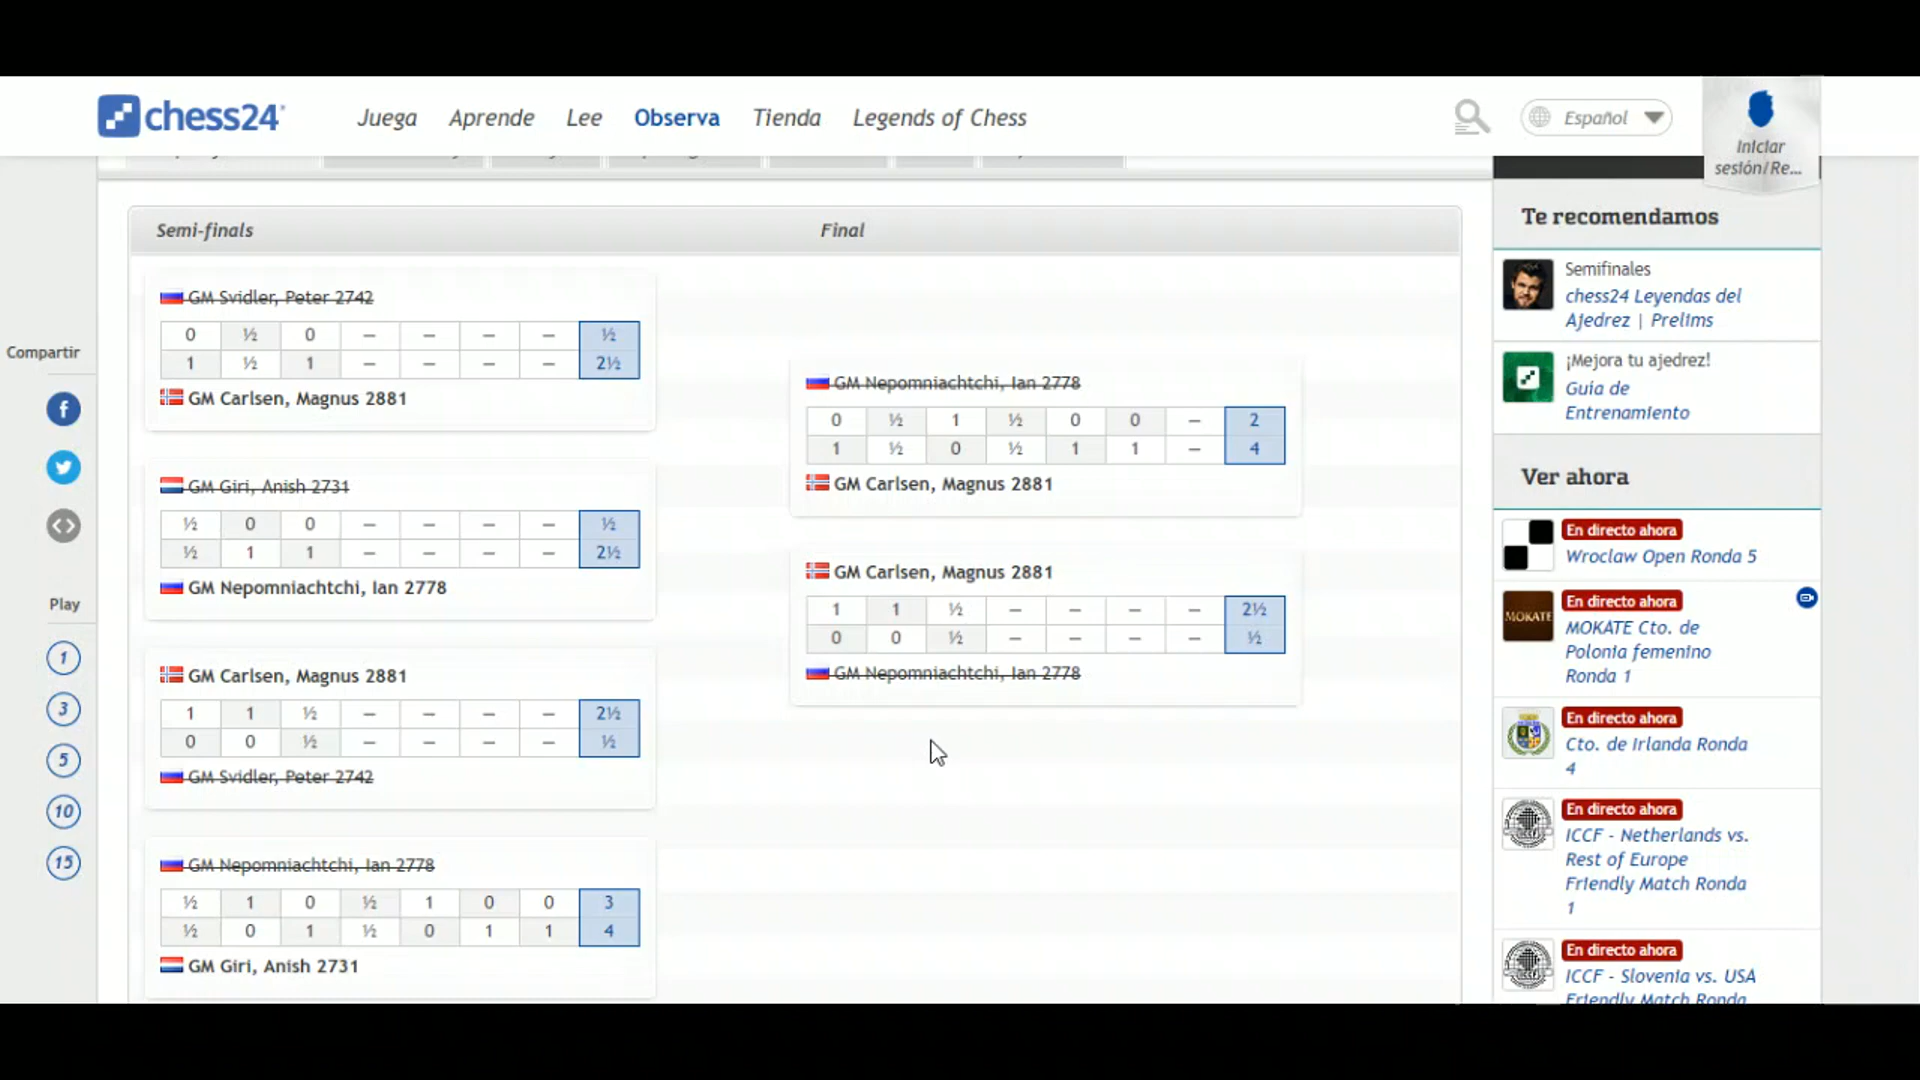 chess24
Juega Aprende Lee Observa Tienda Legends of Chess
Español
Iniciar
sesión/Re...
Compartir
Play
1
3
5
10
15
Semi-finals Final
GM Svidler, Peter 2742
0 ½ 0 – – – – ½
1 ½ 1 – – – – 2½
GM Carlsen, Magnus 2881
GM Giri, Anish 2731
½ 0 0 – – – – ½
½ 1 1 – – – – 2½
GM Nepomniachtchi, Ian 2778
GM Carlsen, Magnus 2881
1 1 ½ – – – – 2½
0 0 ½ – – – – ½
GM Svidler, Peter 2742
GM Nepomniachtchi, Ian 2778
½ 1 0 ½ 1 0 0 3
½ 0 1 ½ 0 1 1 4
GM Giri, Anish 2731
GM Nepomniachtchi, Ian 2778
0 ½ 1 ½ 0 0 – 2
1 ½ 0 ½ 1 1 – 4
GM Carlsen, Magnus 2881
GM Carlsen, Magnus 2881
1 1 ½ – – – – 2½
0 0 ½ – – – – ½
GM Nepomniachtchi, Ian 2778
Te recomendamos
Semifinales
chess24 Leyendas del
Ajedrez | Prelims
¡Mejora tu ajedrez!
Guía de
Entrenamiento
Ver ahora
En directo ahora
Wroclaw Open Ronda 5
MOKATE
En directo ahora
MOKATE Cto. de
Polonia femenino
Ronda 1
En directo ahora
Cto. de Irlanda Ronda
4
En directo ahora
ICCF - Netherlands vs.
Rest of Europe
Friendly Match Ronda
1
En directo ahora
ICCF - Slovenia vs. USA
Friendly Match Ronda